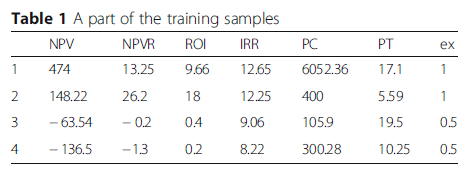 Table 1 A part of the training samples
NPV NPVR ROI IRR PC PT ex
1 474 13.25 9.66 12.65 6052.36 17.1 1
2 148.22 26.2 18 12.25 400 5.59 1
3 − 63.54 − 0.2 0.4 9.06 105.9 19.5 0.5
4 − 136.5 −1.3 0.2 8.22 300.28 10.25 0.5